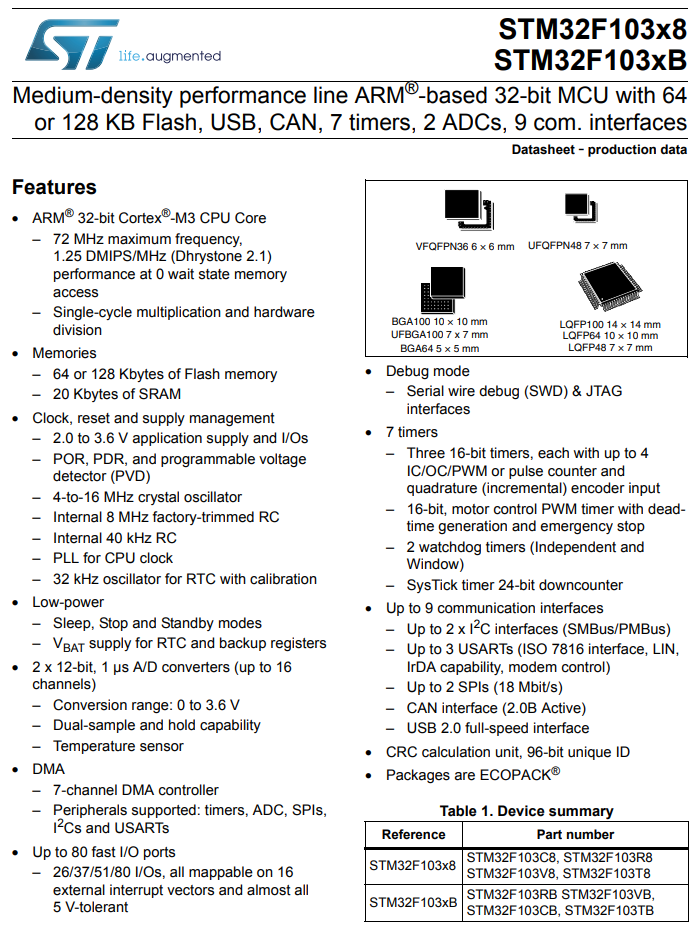 ST life.augmented
STM32F103x8
STM32F103xB
Medium-density performance line ARM®-based 32-bit MCU with 64
or 128 KB Flash, USB, CAN, 7 timers, 2 ADCs, 9 com. interfaces
Datasheet - production data
Features
• ARM® 32-bit Cortex®-M3 CPU Core
– 72 MHz maximum frequency,
1.25 DMIPS/MHz (Dhrystone 2.1)
performance at 0 wait state memory
access
– Single-cycle multiplication and hardware
division
• Memories
– 64 or 128 Kbytes of Flash memory
– 20 Kbytes of SRAM
• Clock, reset and supply management
– 2.0 to 3.6 V application supply and I/Os
– POR, PDR, and programmable voltage
detector (PVD)
– 4-to-16 MHz crystal oscillator
– Internal 8 MHz factory-trimmed RC
– Internal 40 kHz RC
– PLL for CPU clock
– 32 kHz oscillator for RTC with calibration
• Low-power
– Sleep, Stop and Standby modes
– VBAT supply for RTC and backup registers
• 2 x 12-bit, 1 µs A/D converters (up to 16
channels)
– Conversion range: 0 to 3.6 V
– Dual-sample and hold capability
– Temperature sensor
• DMA
– 7-channel DMA controller
– Peripherals supported: timers, ADC, SPIs,
I²Cs and USARTs
• Up to 80 fast I/O ports
– 26/37/51/80 I/Os, all mappable on 16
external interrupt vectors and almost all
5 V-tolerant
VFQFPN36 6 × 6 mm
UFQFPN48 7 × 7 mm
BGA100 10 × 10 mm
UFBGA100 7 x 7 mm
BGA64 5 × 5 mm
LQFP100 14 × 14 mm
LQFP64 10 × 10 mm
LQFP48 7 × 7 mm
• Debug mode
– Serial wire debug (SWD) & JTAG
interfaces
• 7 timers
– Three 16-bit timers, each with up to 4
IC/OC/PWM or pulse counter and
quadrature (incremental) encoder input
– 16-bit, motor control PWM timer with dead-
time generation and emergency stop
– 2 watchdog timers (Independent and
Window)
– SysTick timer 24-bit downcounter
• Up to 9 communication interfaces
– Up to 2 x I²C interfaces (SMBus/PMBus)
– Up to 3 USARTs (ISO 7816 interface, LIN,
IrDA capability, modem control)
– Up to 2 SPIs (18 Mbit/s)
– CAN interface (2.0B Active)
– USB 2.0 full-speed interface
• CRC calculation unit, 96-bit unique ID
• Packages are ECOPACK®
Table 1. Device summary
Reference Part number
STM32F103x8 STM32F103C8, STM32F103R8
STM32F103V8, STM32F103T8
STM32F103xB STM32F103RB STM32F103VB,
STM32F103CB, STM32F103TB